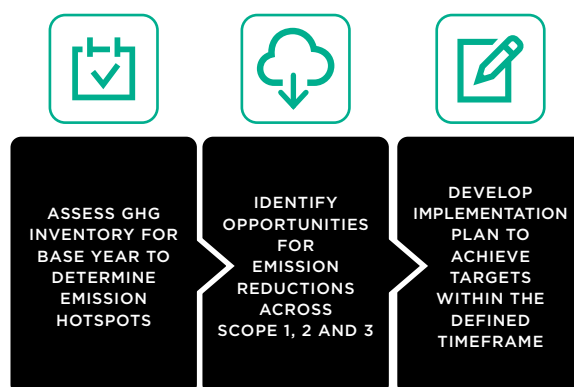 ASSESS GHG
INVENTORY FOR
BASE YEAR TO
DETERMINE
EMISSION
HOTSPOTS
IDENTIFY
OPPORTUNITIES
FOR
EMISSION
REDUCTIONS
ACROSS
SCOPE 1, 2 AND 3
DEVELOP
IMPLEMENTATION
PLAN TO
ACHIEVE
TARGETS
WITHIN THE
DEFINED
TIMEFRAME